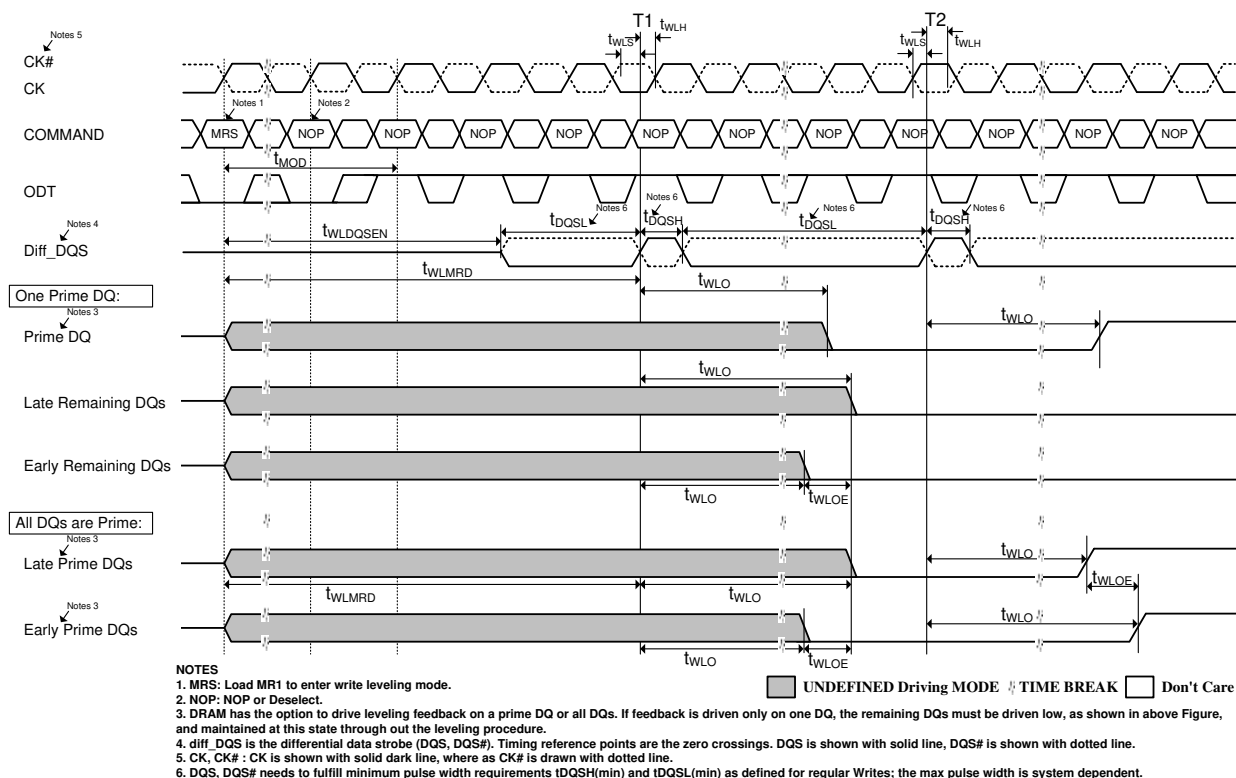 T1 T2
tWLS tWLH tWLS tWLH
Notes 5
CK#
CK
Notes 1 Notes 2
COMMAND MRS NOP NOP NOP NOP NOP NOP NOP NOP NOP NOP NOP
tMOD
ODT
Notes 4 Notes 6 Notes 6 Notes 6 Notes 6
tWLDQSEN tDQSL tDQSH tDQSL tDQSH
Diff_DQS
tWLMRD
tWLO
One Prime DQ:
Notes 3
tWLO
Prime DQ
tWLO
Late Remaining DQs
Early Remaining DQs
tWLO tWLOE
All DQs are Prime:
Notes 3
tWLO
Late Prime DQs
tWLOE
tWLMRD tWLO
Notes 3
tWLO
Early Prime DQs
tWLO tWLOE
NOTES
1. MRS: Load MR1 to enter write leveling mode.
UNDEFINED Driving MODE TIME BREAK Don't Care
2. NOP: NOP or Deselect.
3. DRAM has the option to drive leveling feedback on a prime DQ or all DQs. If feedback is driven only on one DQ, the remaining DQs must be driven low, as shown in above Figure,
and maintained at this state through out the leveling procedure.
4. diff_DQS is the differential data strobe (DQS, DQS#). Timing reference points are the zero crossings. DQS is shown with solid line, DQS# is shown with dotted line.
5. CK, CK# : CK is shown with solid dark line, where as CK# is drawn with dotted line.
6. DQS, DQS# needs to fulfill minimum pulse width requirements tDQSH(min) and tDQSL(min) as defined for regular Writes; the max pulse width is system dependent.